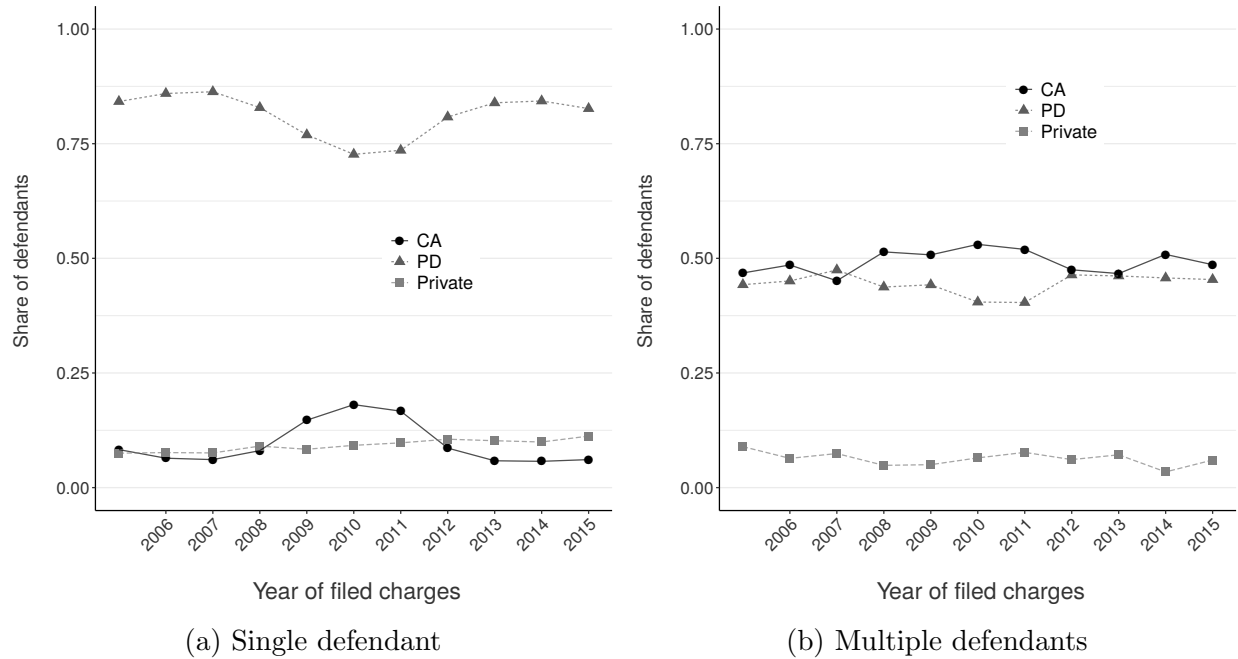 1.00
0.75
0.50
0.25
0.00
Share of defendants
CA
PD
Private
2006
2007
2008
2009
2010
2011
2012
2013
2014
2015
Year of filed charges
(a) Single defendant
1.00
0.75
0.50
0.25
0.00
Share of defendants
CA
PD
Private
2006
2007
2008
2009
2010
2011
2012
2013
2014
2015
Year of filed charges
(b) Multiple defendants